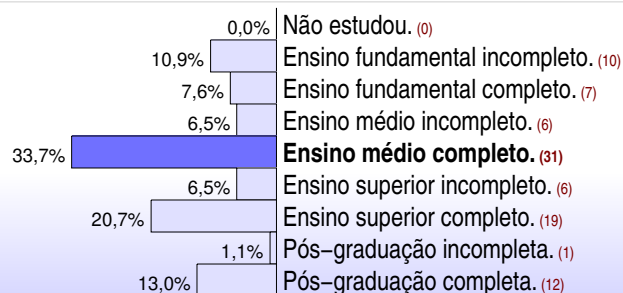 0,0% Não estudou. (0)
10,9% Ensino fundamental incompleto. (10)
7,6% Ensino fundamental completo. (7)
6,5% Ensino médio incompleto. (6)
33,7% Ensino médio completo. (31)
6,5% Ensino superior incompleto. (6)
20,7% Ensino superior completo. (19)
1,1% Pós−graduação incompleta. (1)
13,0% Pós−graduação completa. (12)